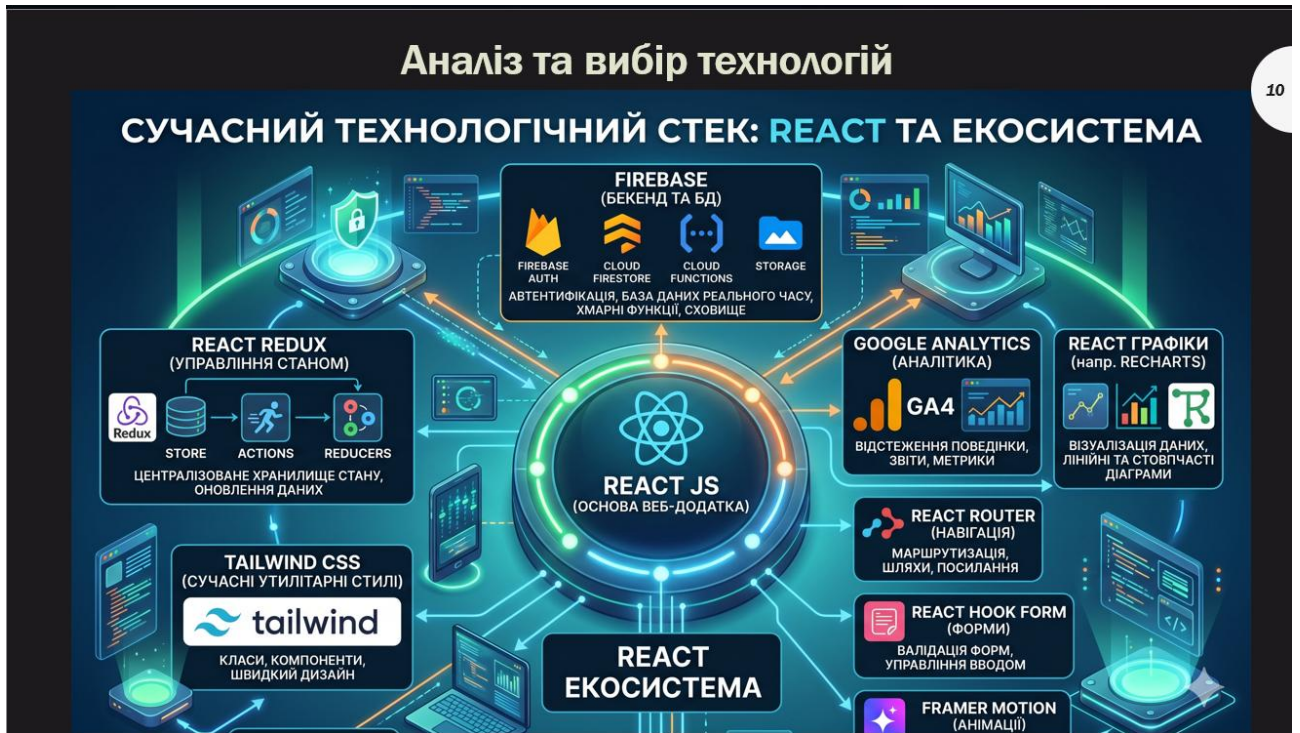 Аналіз та вибір технологій
10
СУЧАСНИЙ ТЕХНОЛОГІЧНИЙ СТЕК: REACT ТА ЕКОСИСТЕМА
FIREBASE
(БЕКЕНД ТА БД)
FIREBASE AUTH
CLOUD FIRESTORE
CLOUD FUNCTIONS
STORAGE
АВТЕНТИФІКАЦІЯ, БАЗА ДАНИХ РЕАЛЬНОГО ЧАСУ,
ХМАРНІ ФУНКЦІЇ, СХОВИЩЕ
REACT REDUX
(УПРАВЛІННЯ СТАНОМ)
Redux
STORE
ACTIONS
REDUCERS
ЦЕНТРАЛІЗОВАНЕ ХРАНИЛИЩЕ СТАНУ,
ОНОВЛЕННЯ ДАНИХ
REACT JS
(ОСНОВА ВЕБ-ДОДАТКА)
GOOGLE ANALYTICS
(АНАЛІТИКА)
GA4
ВІДСТЕЖЕННЯ ПОВЕДІНКИ,
ЗВІТИ, МЕТРИКИ
REACT ГРАФІКИ
(напр. RECHARTS)
ВІЗУАЛІЗАЦІЯ ДАНИХ,
ЛІНІЙНІ ТА СТОВПЧАСТІ
ДІАГРАМИ
TAILWIND CSS
(СУЧАСНІ УТИЛІТАРНІ СТИЛІ)
tailwind
КЛАСИ, КОМПОНЕНТИ,
ШВИДКИЙ ДИЗАЙН
REACT
ЕКОСИСТЕМА
REACT ROUTER
(НАВІГАЦІЯ)
МАРШРУТИЗАЦІЯ,
ШЛЯХИ, ПОСИЛАННЯ
REACT HOOK FORM
(ФОРМИ)
ВАЛІДАЦІЯ ФОРМ,
УПРАВЛІННЯ ВВОДОМ
FRAMER MOTION
(АНІМАЦІЇ)